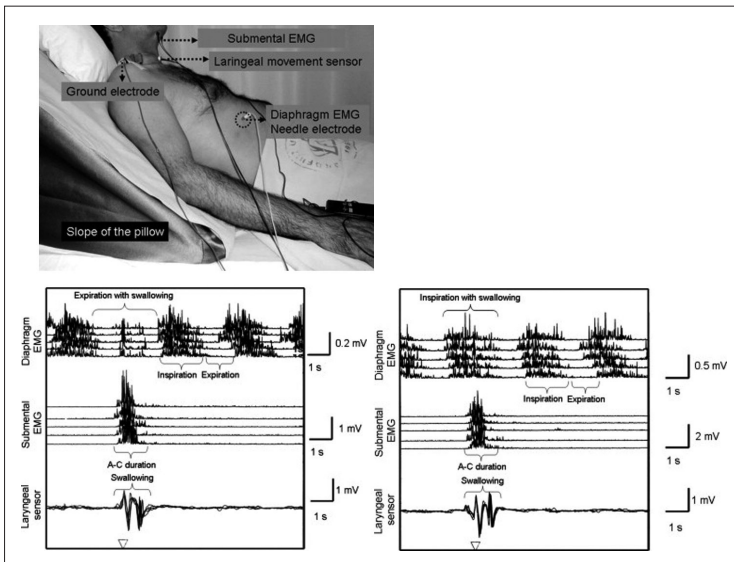 Submental EMG
Laringeal movement sensor
Ground electrode
Diaphragm EMG
Needle electrode
Slope of the pillow
Expiration with swallowing
Diaphragm
EMG
0.2 mV
1 s
Inspiration
Expiration
Submental
EMG
1 mV
1 s
A-C duration
Swallowing
Laryngeal
sensor
1 mV
1 s
Inspiration with swallowing
Diaphragm
EMG
0.5 mV
1 s
Inspiration
Expiration
Submental
EMG
2 mV
1 s
A-C duration
Swallowing
Laryngeal
sensor
1 mV
1 s